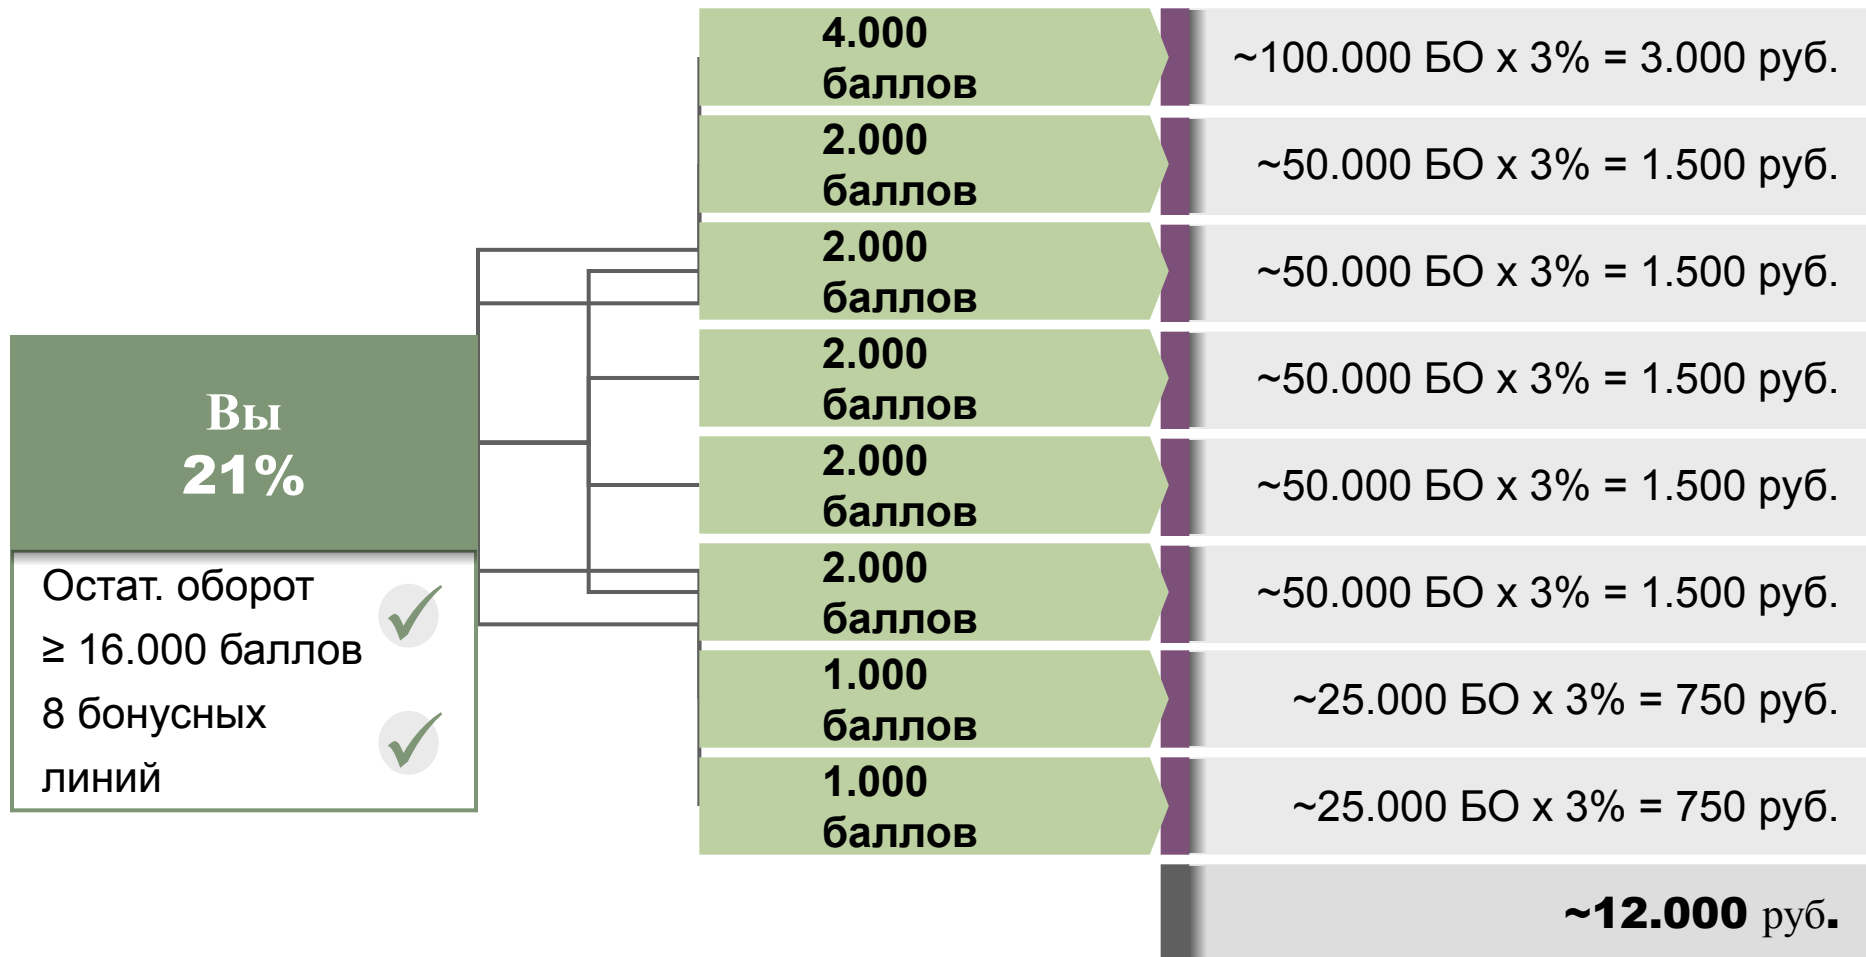 4.000
баллов
~100.000 БО х 3% = 3.000 руб.
2.000
баллов
~50.000 БО х 3% = 1.500 руб.
2.000
баллов
~50.000 БО х 3% = 1.500 руб.
2.000
баллов
~50.000 БО х 3% = 1.500 руб.
2.000
баллов
~50.000 БО х 3% = 1.500 руб.
2.000
баллов
~50.000 БО х 3% = 1.500 руб.
1.000
баллов
~25.000 БО х 3% = 750 руб.
1.000
баллов
~25.000 БО х 3% = 750 руб.
~12.000 руб.
Вы
21%
Остат. оборот
≥ 16.000 баллов
8 бонусных
линий